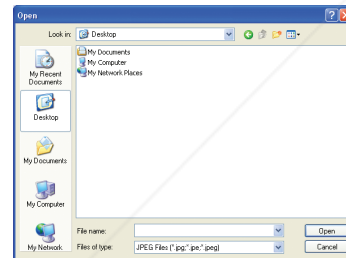 Open
Look in: Desktop
My Documents
My Computer
My Network Places
My Recent
Documents
Desktop
My Documents
My Computer
My Network
File name: Open
Files of type: JPEG Files (*.jpg;*.jpe;*.jpeg) Cancel